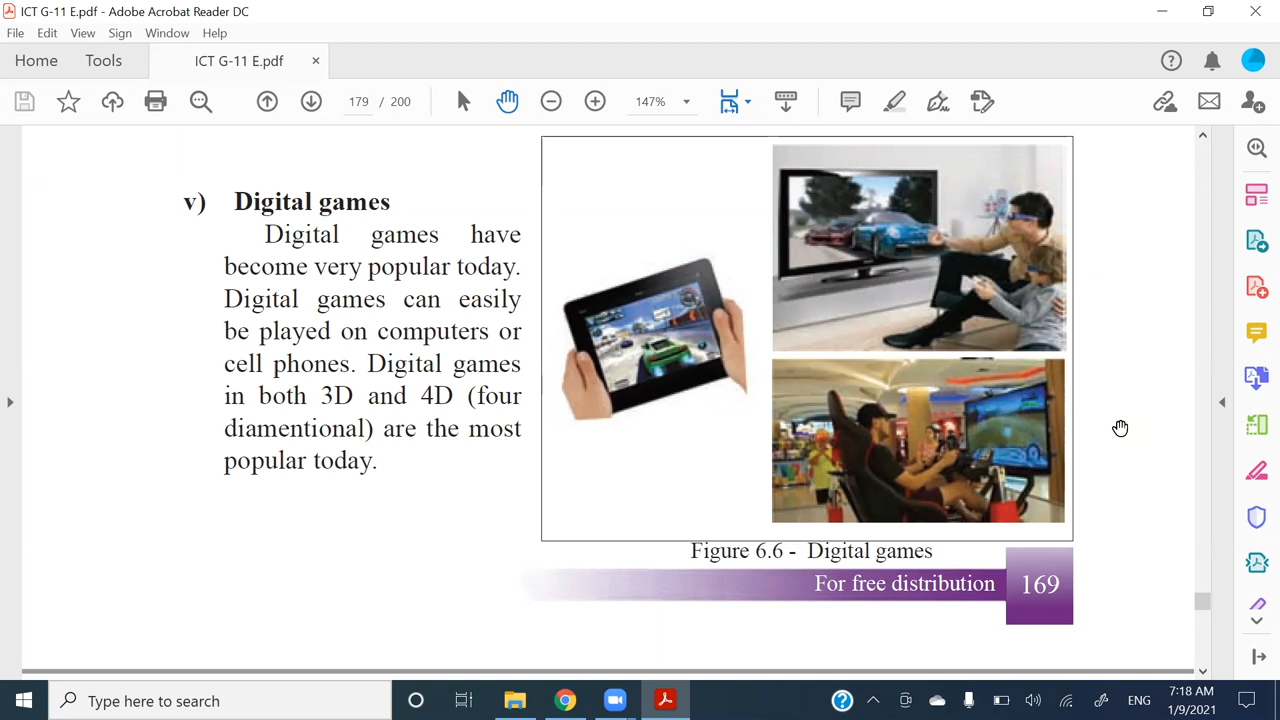 ICT G-11 E.pdf - Adobe Acrobat Reader DC
File Edit View Sign Window Help
Home Tools ICT G-11 E.pdf ×
179 / 200 147%
v) Digital games
Digital games have
become very popular today.
Digital games can easily
be played on computers or
cell phones. Digital games
in both 3D and 4D (four
diamentional) are the most
popular today.
Figure 6.6 - Digital games
For free distribution 169
Type here to search
ENG
7:18 AM
1/9/2021